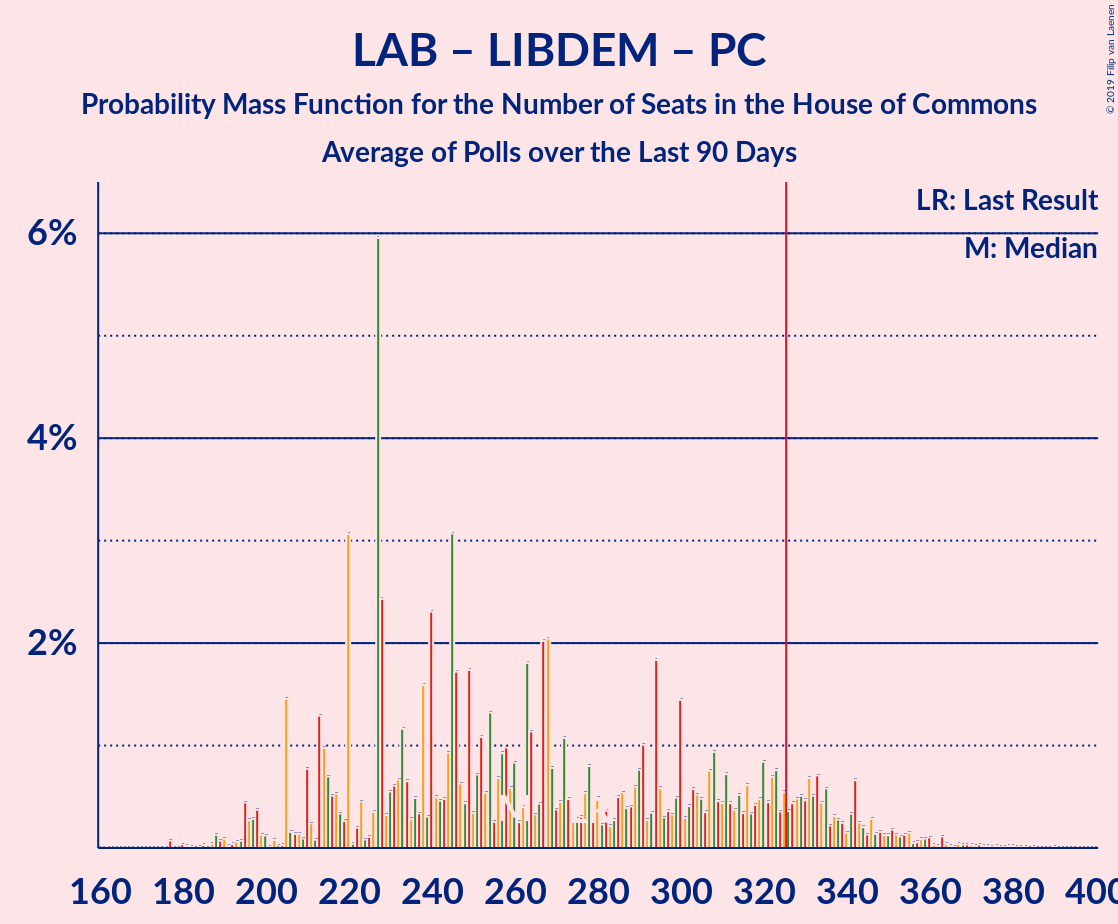 LAB – LIBDEM – PC
Probability Mass Function for the Number of Seats in the House of Commons
Average of Polls over the Last 90 Days
© 2019 Filip van Laenen
LR: Last Result
M: Median
6%
4%
2%
160 180 200 220 240 260 280 300 320 340 360 380 400